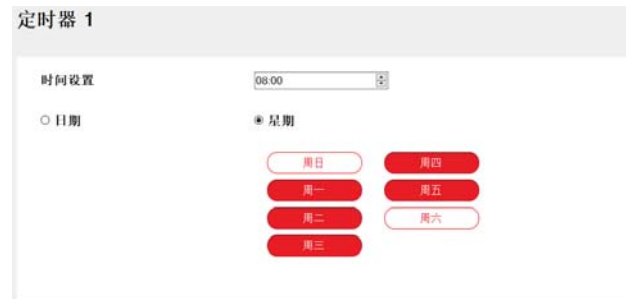 定时器 1
时间设置 08:00
日期 星期
周日 周四
周一 周五
周二 周六
周三